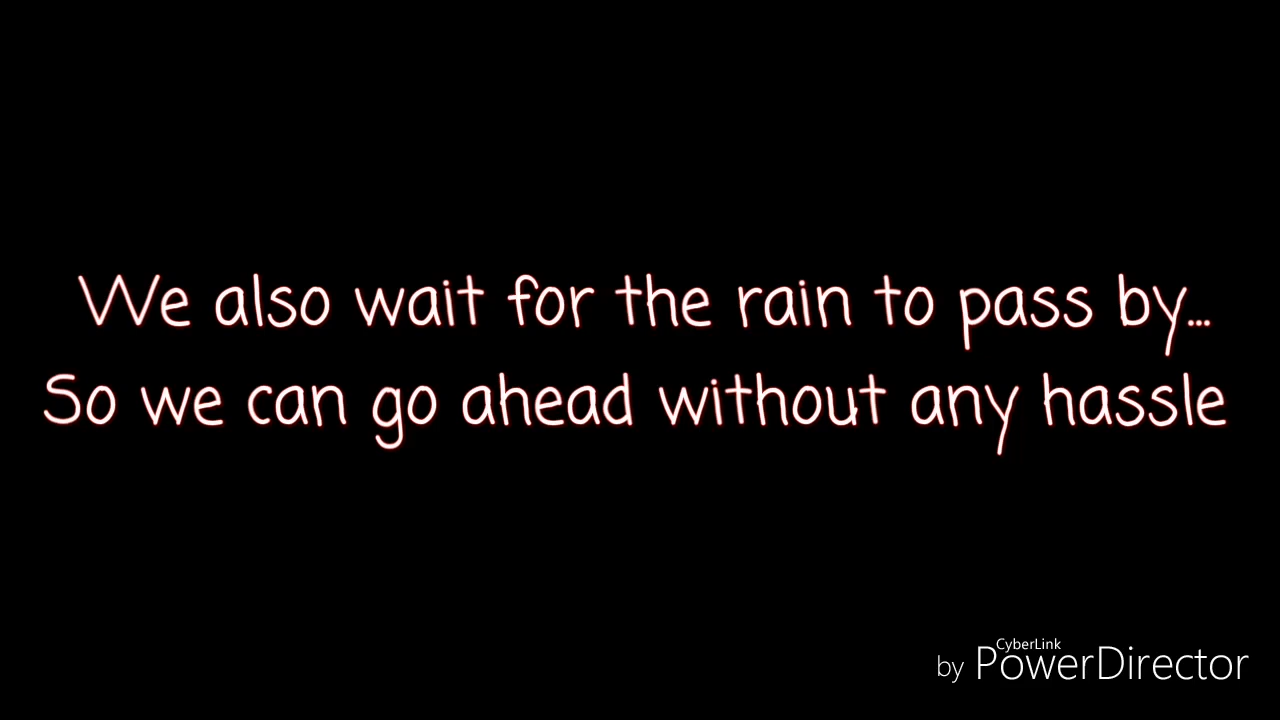 We also wait for the rain to pass by...
So we can go ahead without any hassle
CyberLink
by PowerDirector